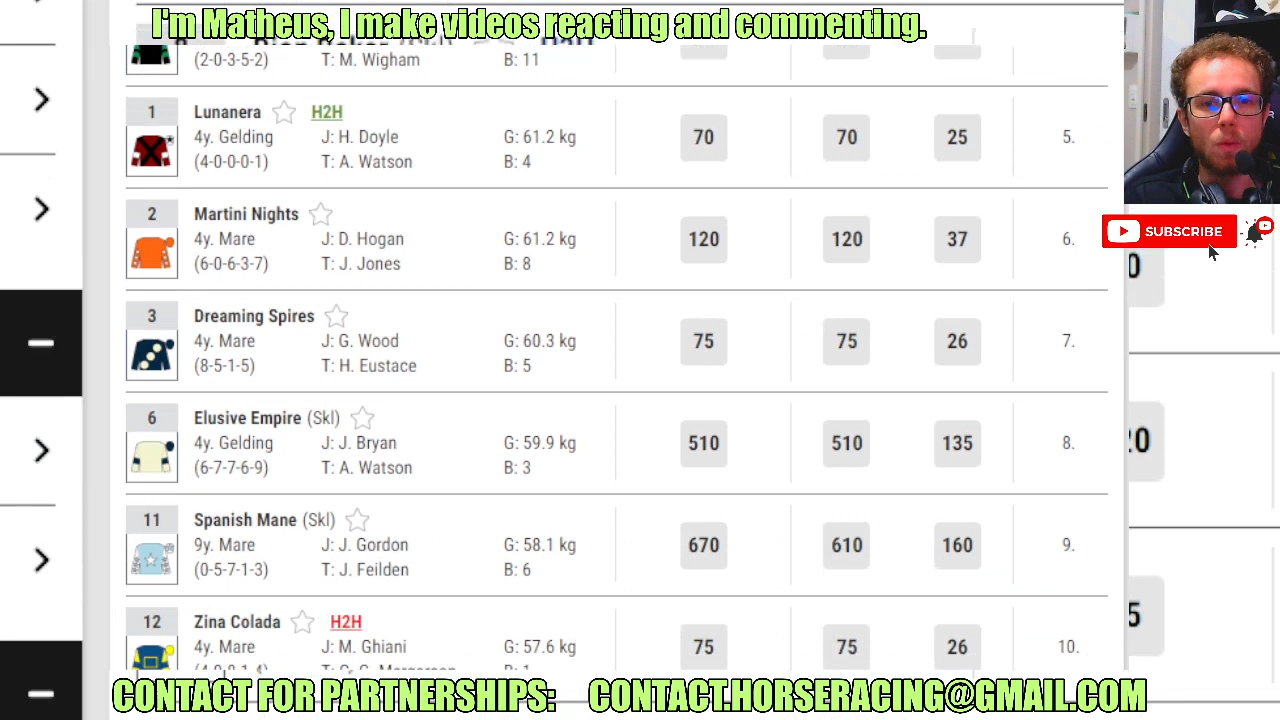 I'm Matheus, I make videos reacting and commenting.
(2-0-3-5-2) T: M. Wigham B: 11
1 Lunanera H2H
4y. Gelding J: H. Doyle G: 61.2 kg 70 70 25 5.
(4-0-0-0-1) T: A. Watson B: 4
2 Martini Nights
4y. Mare J: D. Hogan G: 61.2 kg 120 120 37 6.
(6-0-6-3-7) T: J. Jones B: 8
SUBSCRIBE
3 Dreaming Spires
4y. Mare J: G. Wood G: 60.3 kg 75 75 26 7.
(8-5-1-5) T: H. Eustace B: 5
6 Elusive Empire (Skl)
4y. Gelding J: J. Bryan G: 59.9 kg 510 510 135 8.
(6-7-7-6-9) T: A. Watson B: 3
11 Spanish Mane (Skl)
9y. Mare J: J. Gordon G: 58.1 kg 670 610 160 9.
(0-5-7-1-3) T: J. Feilden B: 6
12 Zina Colada H2H
4y. Mare J: M. Ghiani G: 57.6 kg 75 75 26 10.
CONTACT FOR PARTNERSHIPS: CONTACT.HORSERACING@GMAIL.COM